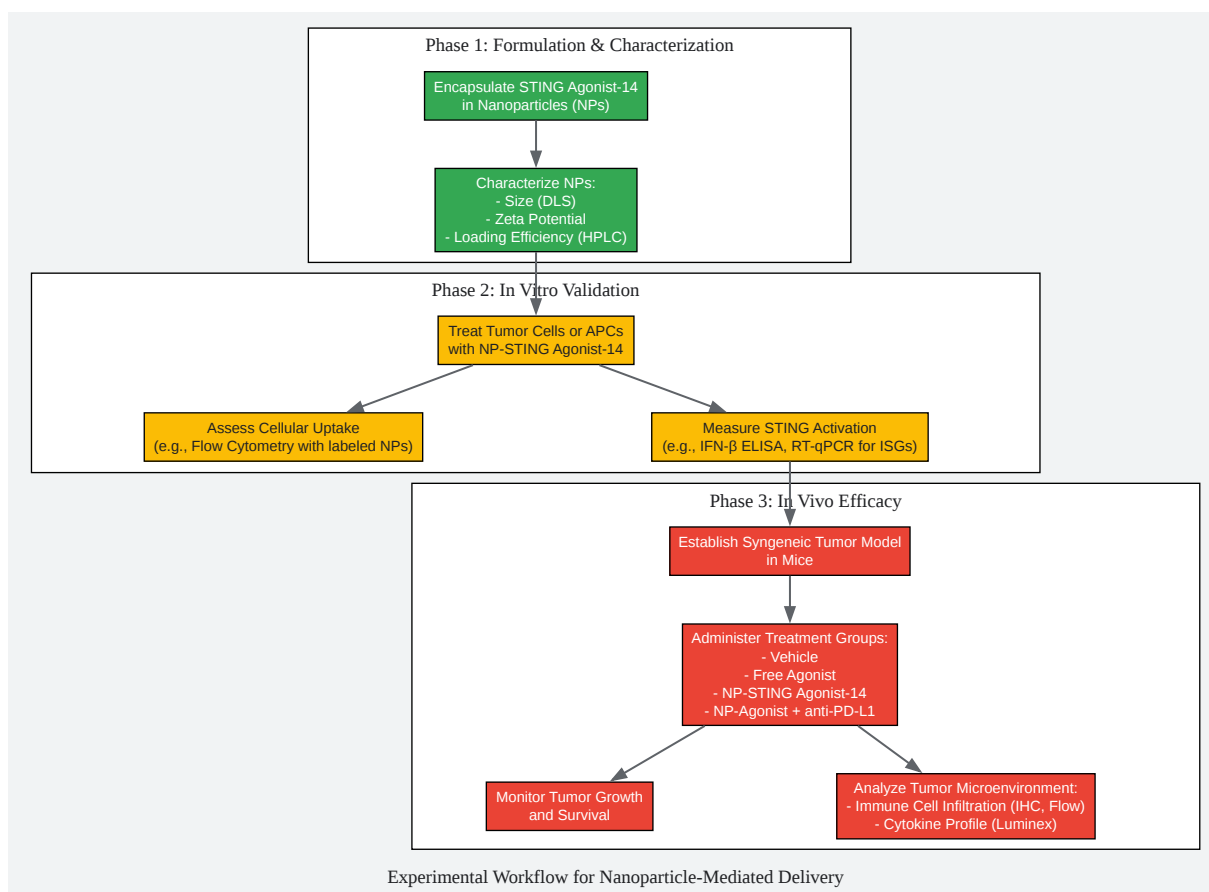 Phase 1: Formulation & Characterization
Encapsulate STING Agonist-14
in Nanoparticles (NPs)
Characterize NPs:
- Size (DLS)
- Zeta Potential
- Loading Efficiency (HPLC)
Phase 2: In Vitro Validation
Treat Tumor Cells or APCs
with NP-STING Agonist-14
Assess Cellular Uptake
(e.g., Flow Cytometry with labeled NPs)
Measure STING Activation
(e.g., IFN-β ELISA, RT-qPCR for ISGs)
Phase 3: In Vivo Efficacy
Establish Syngeneic Tumor Model
in Mice
Administer Treatment Groups:
- Vehicle
- Free Agonist
- NP-STING Agonist-14
- NP-Agonist + anti-PD-L1
Monitor Tumor Growth
and Survival
Analyze Tumor Microenvironment:
- Immune Cell Infiltration (IHC, Flow)
- Cytokine Profile (Luminex)
Experimental Workflow for Nanoparticle-Mediated Delivery